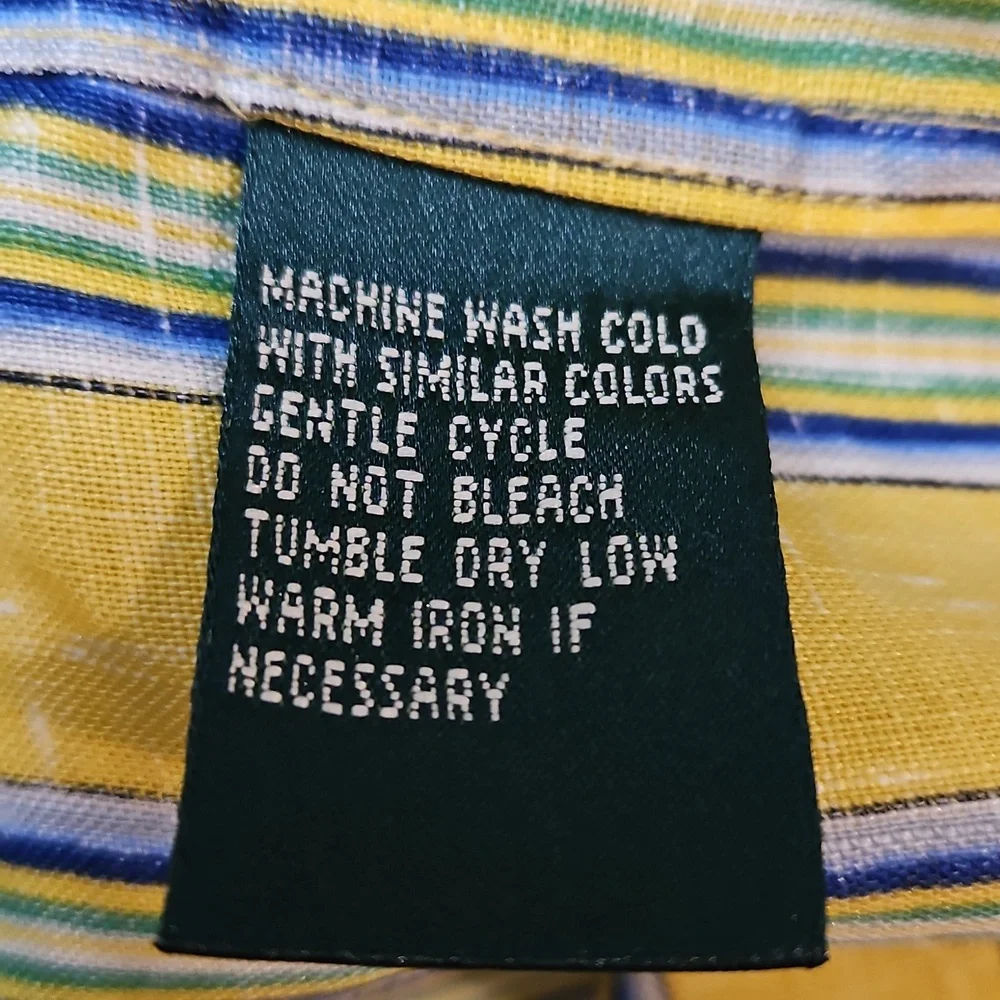 MACHINE WASH COLD
WITH SIMILAR COLORS
GENTLE CYCLE
DO NOT BLEACH
TUMBLE DRY LOW
WARM IRON IF
NECESSARY